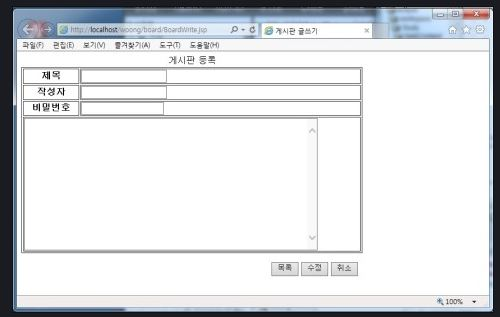 http://localhost/woong/board/BoardWrite.jsp
게시판 글쓰기
파일(F) 편집(E) 보기(V) 즐겨찾기(A) 도구(T) 도움말(H)
게시판 등록
제목
작성자
비밀번호
목록 수정 취소
100%